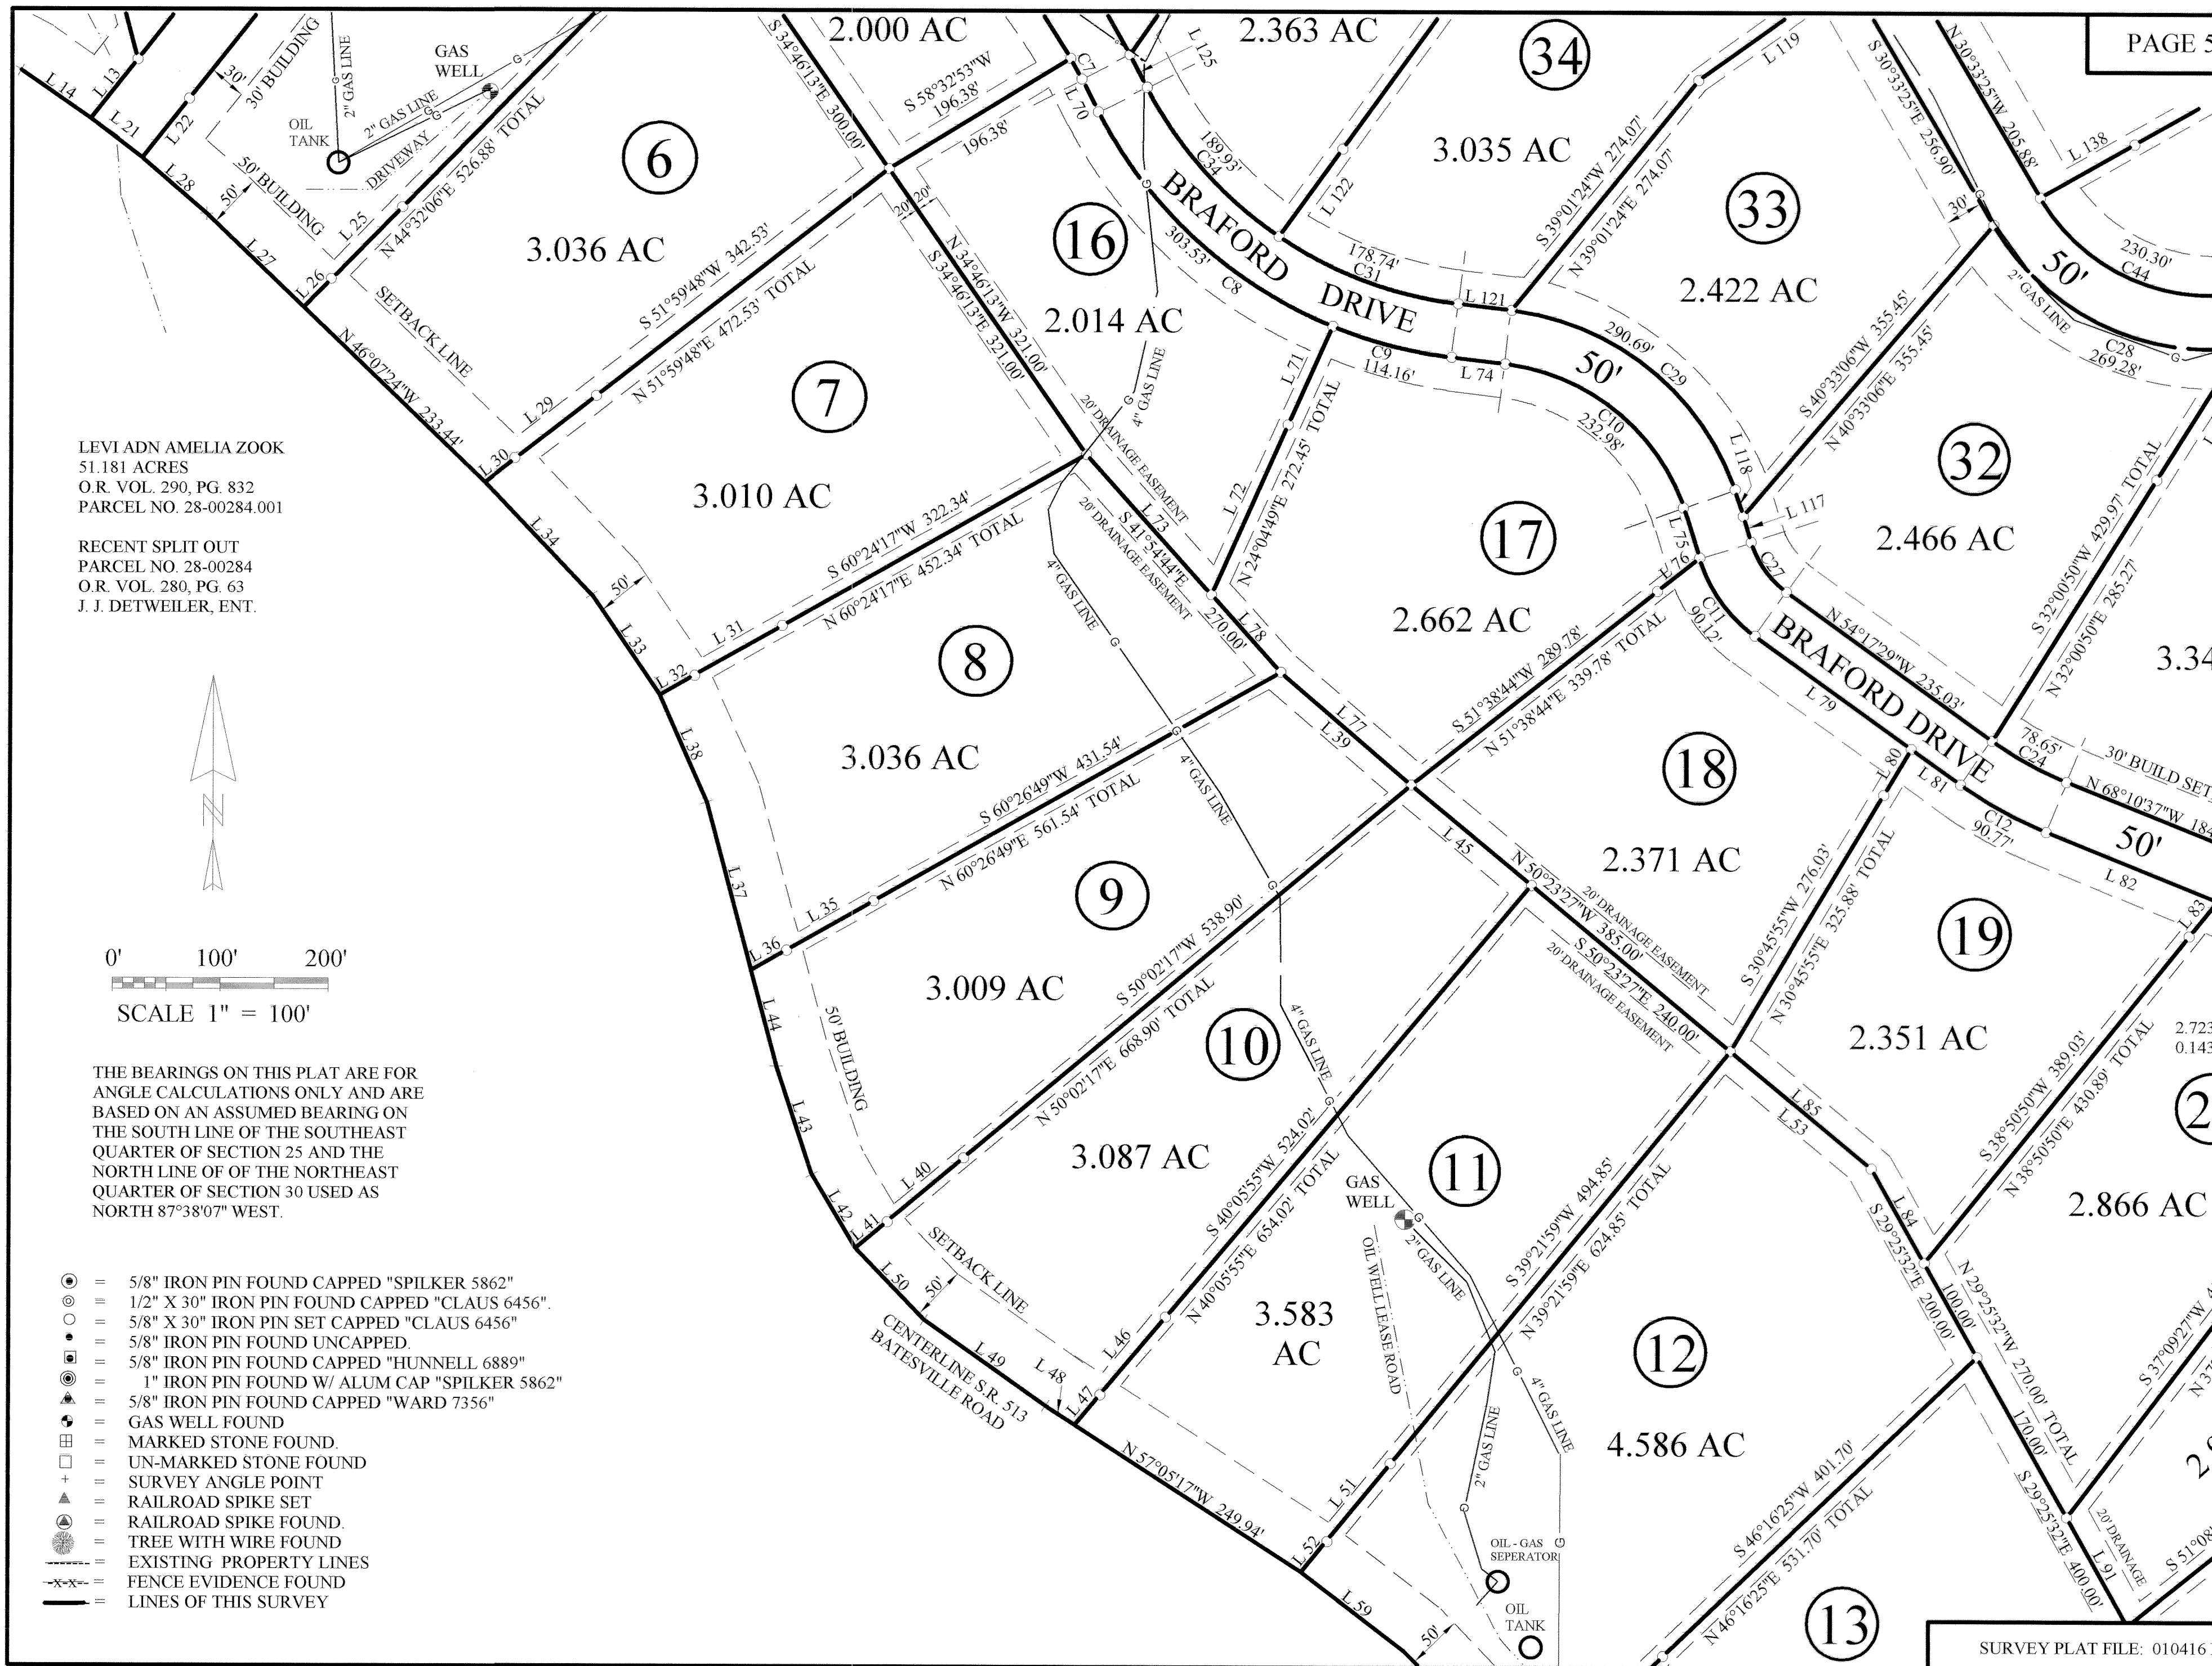 PAGE 5
L 14
L 13
L 21
L 22
L 28
L 27
30'
30' BUILDING
2" GAS LINE
GAS
WELL
2" GAS LINE
OIL
TANK
DRIVEWAY
50' BUILDING
50'
L 25
L 26
N 44°32'06"E 526.88' TOTAL
SETBACK LINE
6
3.036 AC
S 34°46'13"E 300.00'
2.000 AC
S 58°32'53"W
196.38'
196.38'
C7
L 70
L 125
2.363 AC
34
3.035 AC
L 119
L 122
189.93'
C34
BRAFORD DRIVE
303.53'
C8
178.74'
C31
L 121
S 39°01'24"W 274.07'
N 39°01'24"E 274.07'
33
2.422 AC
S 30°33'25"E 256.90'
N 30°33'25"W 205.88'
L 138
30'
50'
230.30'
C44
2" GAS LINE
C28
269.28'
S 51°59'48"W 342.53'
N 51°59'48"E 472.53' TOTAL
20'
20'
N 34°46'13"W 321.00'
S 34°46'13"E 321.00'
16
2.014 AC
4" GAS LINE
20' DRAINAGE EASEMENT
20' DRAINAGE EASEMENT
L 71
L 72
N 24°04'49"E 272.45' TOTAL
C9
114.16'
L 74
50'
290.69'
C29
C10
232.98'
L 118
L 117
S 40°33'06"W 355.45'
N 40°33'06"E 355.45'
32
2.466 AC
S 32°00'50"W 429.97' TOTAL
N 32°00'50"E 285.27'
3.34
N 46°07'24"W 233.44'
L 29
L 30
7
3.010 AC
LEVI ADN AMELIA ZOOK
51.181 ACRES
O.R. VOL. 290, PG. 832
PARCEL NO. 28-00284.001
RECENT SPLIT OUT
PARCEL NO. 28-00284
O.R. VOL. 280, PG. 63
J. J. DETWEILER, ENT.
L 34
50'
L 33
S 60°24'17"W 322.34'
N 60°24'17"E 452.34' TOTAL
L 31
L 32
4" GAS LINE
L 73
S 41°54'44"E
270.00'
L 78
17
2.662 AC
L 75
L 76
C27
C11
90.12'
BRAFORD DRIVE
N 54°17'29"W 235.03'
L 79
78.65'
C24
30' BUILD SET
N 68°10'37"W 184
50'
8
3.036 AC
L 38
L 37
S 60°26'49"W 431.54'
N 60°26'49"E 561.54' TOTAL
4" GAS LINE
L 77
L 39
S 51°38'44"W 289.78'
N 51°38'44"E 339.78' TOTAL
18
2.371 AC
L 80
L 81
C12
90.77'
L 82
L 83
L 35
L 36
9
3.009 AC
L 45
N 50°23'27"W 385.00'
20' DRAINAGE EASEMENT
S 50°23'27"E 240.00'
20' DRAINAGE EASEMENT
S 30°45'55"W 276.03'
N 30°45'55"E 325.88' TOTAL
19
2.351 AC
0' 100' 200'
SCALE 1" = 100'
L 44
L 43
L 42
50' BUILDING
S 50°02'17"W 538.90'
N 50°02'17"E 668.90' TOTAL
10
3.087 AC
4" GAS LINE
S 38°50'50"W 389.03'
N 38°50'50"E 430.89' TOTAL
2.723
0.143
2
2.866 AC
THE BEARINGS ON THIS PLAT ARE FOR
ANGLE CALCULATIONS ONLY AND ARE
BASED ON AN ASSUMED BEARING ON
THE SOUTH LINE OF THE SOUTHEAST
QUARTER OF SECTION 25 AND THE
NORTH LINE OF OF THE NORTHEAST
QUARTER OF SECTION 30 USED AS
NORTH 87°38'07" WEST.
L 40
L 41
SETBACK LINE
50'
L 50
L 49
L 48
CENTERLINE S.R. 513
BATESVILLE ROAD
S 40°05'55"W 524.02'
N 40°05'55"E 654.02' TOTAL
L 46
L 47
GAS
WELL
11
3.583
AC
2" GAS LINE
OIL WELL LEASE ROAD
S 39°21'59"W 494.85'
N 39°21'59"E 624.85' TOTAL
L 85
L 53
L 84
S 29°25'32"E 200.00'
100.00'
N 29°25'32"W 270.00' TOTAL
170.00'
S 29°25'32"E 400.00'
S 37°09'27"W 4
N 37
12
4.586 AC
4" GAS LINE
2" GAS LINE
N 57°05'17"W 249.94'
L 51
L 52
L 59
50'
OIL - GAS
SEPERATOR
OIL
TANK
S 46°16'25"W 401.70'
N 46°16'25"E 531.70' TOTAL
13
20' DRAINAGE
L 91
S 51°08
= 5/8" IRON PIN FOUND CAPPED "SPILKER 5862"
= 1/2" X 30" IRON PIN FOUND CAPPED "CLAUS 6456".
= 5/8" X 30" IRON PIN SET CAPPED "CLAUS 6456"
= 5/8" IRON PIN FOUND UNCAPPED.
= 5/8" IRON PIN FOUND CAPPED "HUNNELL 6889"
= 1" IRON PIN FOUND W/ ALUM CAP "SPILKER 5862"
= 5/8" IRON PIN FOUND CAPPED "WARD 7356"
= GAS WELL FOUND
= MARKED STONE FOUND.
= UN-MARKED STONE FOUND
= SURVEY ANGLE POINT
= RAILROAD SPIKE SET
= RAILROAD SPIKE FOUND.
= TREE WITH WIRE FOUND
= EXISTING PROPERTY LINES
-X-X- = FENCE EVIDENCE FOUND
= LINES OF THIS SURVEY
SURVEY PLAT FILE: 010416